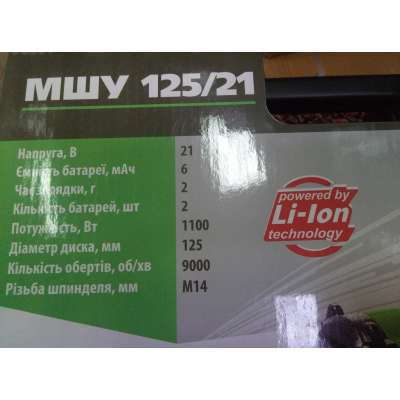 МШУ 125/21
Напруга, В 21
Ємність батареї, мАч 6
Час зарядки, г 2
Кількість батарей, шт 2
Потужність, Вт 1100
Діаметр диска, мм 125
Кількість обертів, об/хв 9000
Різьба шпинделя, мм М14
powered by
Li-Ion
technology